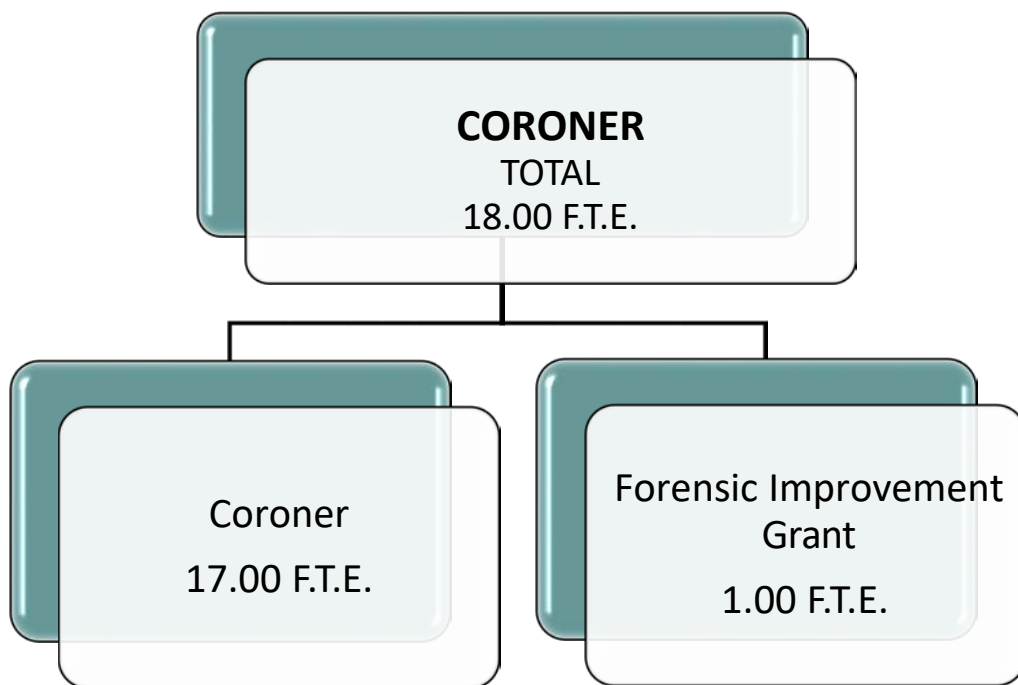 CORONER
TOTAL
18.00 F.T.E.
Coroner
17.00 F.T.E.
Forensic Improvement
Grant
1.00 F.T.E.